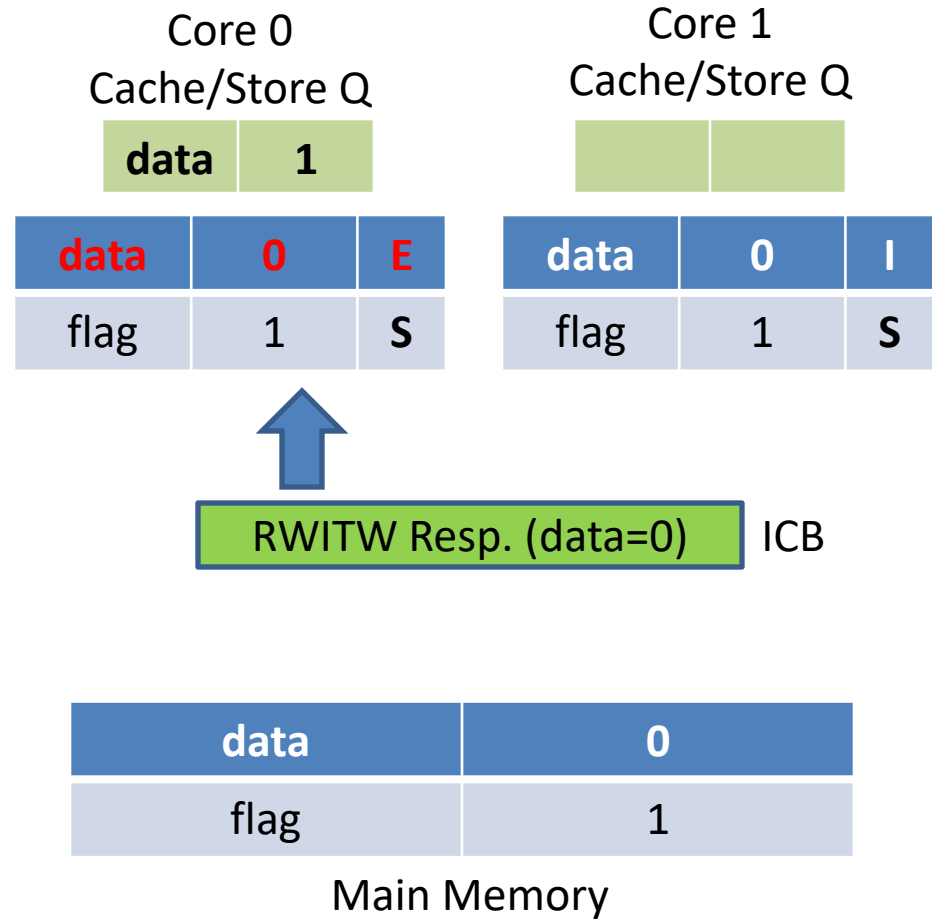 Core 0
Cache/Store Q
data 1
data 0 E
flag 1 S
Core 1
Cache/Store Q
data 0 I
flag 1 S
RWITW Resp. (data=0) ICB
data 0
flag 1
Main Memory